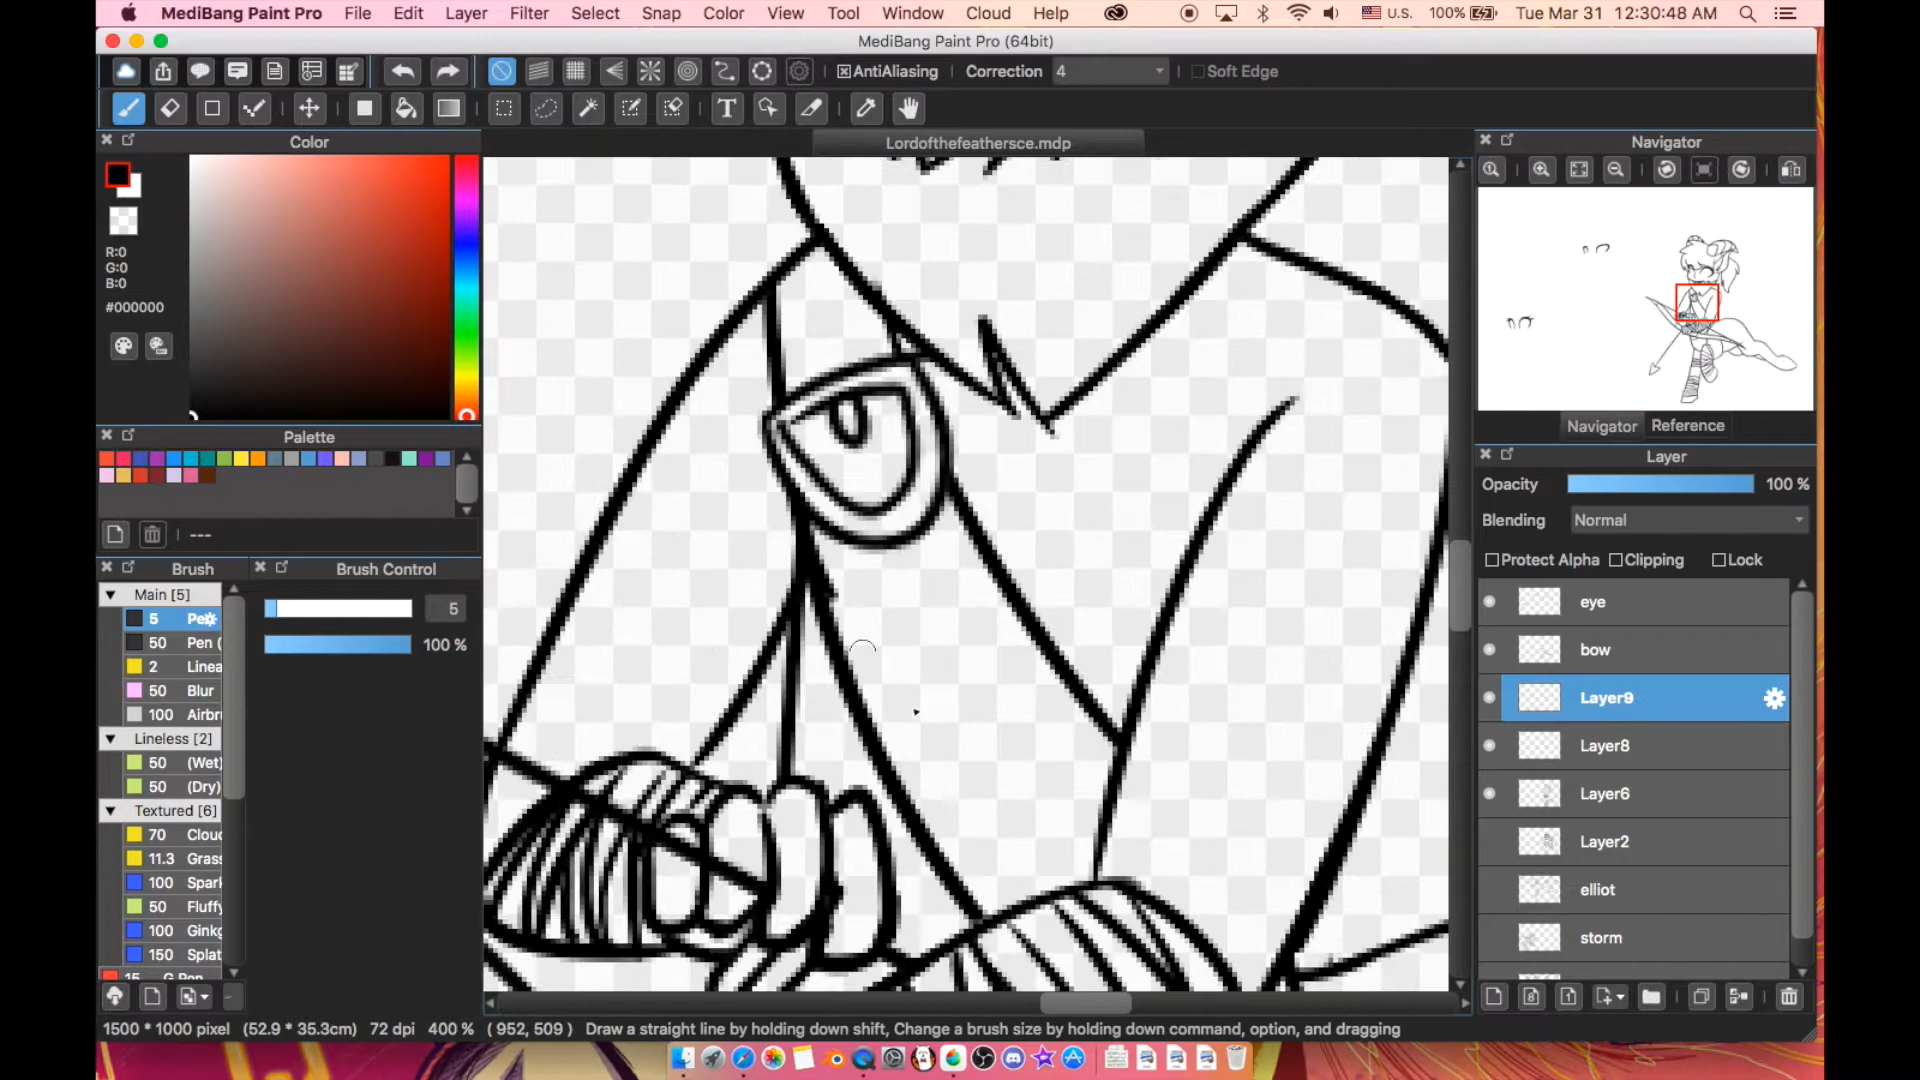 MediBang Paint Pro File Edit Layer Filter Select Snap Color View Tool Window Cloud Help U.S. 100% Tue Mar 31 12:30:48 AM
MediBang Paint Pro (64bit)
AntiAliasing Correction 4 Soft Edge
T
Color
Lordofthefeathersce.mdp
Navigator
R:0
G:0
B:0
#000000
Navigator Reference
Palette
Layer
Opacity 100 %
Blending Normal
---
Protect Alpha Clipping Lock
Brush Brush Control
Main [5]
5 Pe
5
50 Pen (
100 %
2 Linea
50 Blur
100 Airbr
Lineless [2]
50 (Wet)
50 (Dry)
Textured [6]
70 Clouc
11.3 Grass
100 Spark
50 Fluffy
100 Ginkg
150 Splat
15 G Pen
eye
bow
Layer9
Layer8
Layer6
Layer2
elliot
storm
1500 * 1000 pixel (52.9 * 35.3cm) 72 dpi 400 % ( 952, 509 ) Draw a straight line by holding down shift, Change a brush size by holding down command, option, and dragging